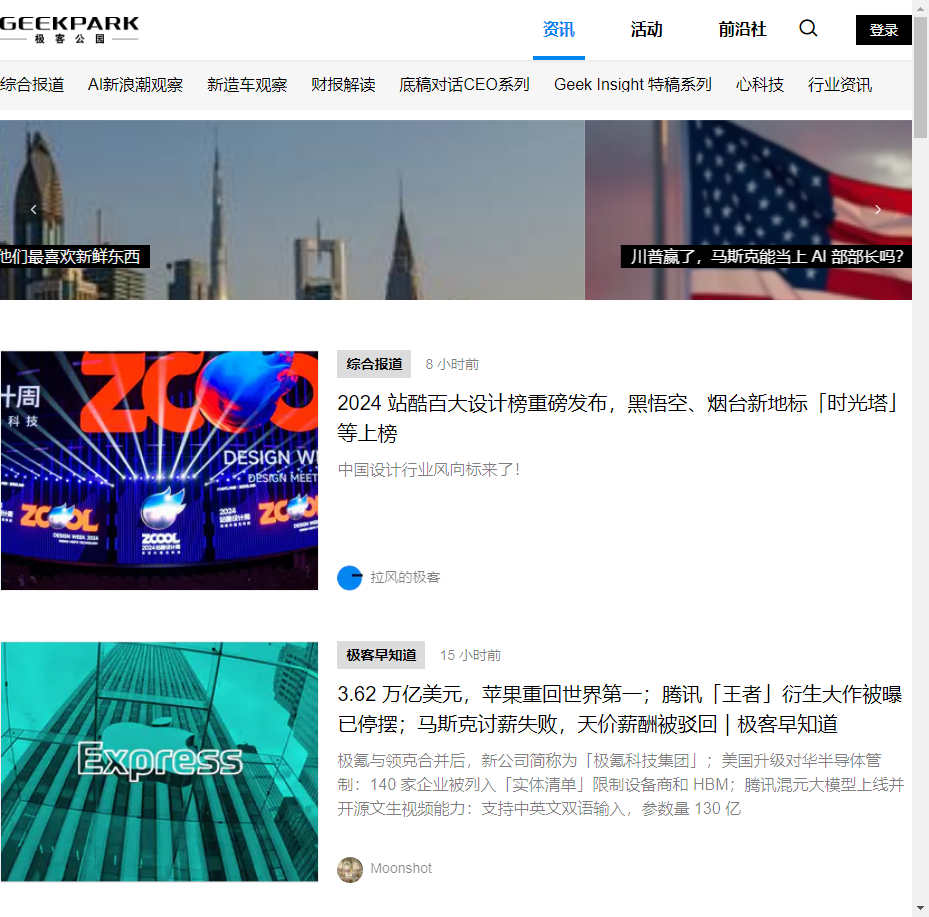 GEEKPARK
极客公园
资讯
活动
前沿社
登录
综合报道
AI新浪潮观察
新造车观察
财报解读
底稿对话CEO系列
Geek Insight 特稿系列
心科技
行业资讯
他们最喜欢新鲜东西
川普赢了，马斯克能当上 AI 部部长吗？
十周
科技
ZCOOL
DESIGN
DESIGN MEET
ZCOOL
DESIGN WEEK 2024
ZCOOL
2024站酷设计周
2024
站酷设计周
ZCOOL
综合报道
8 小时前
2024 站酷百大设计榜重磅发布，黑悟空、烟台新地标「时光塔」
等上榜
中国设计行业风向标来了！
拉风的极客
Express
极客早知道
15 小时前
3.62 万亿美元，苹果重回世界第一；腾讯「王者」衍生大作被曝
已停摆；马斯克讨薪失败，天价薪酬被驳回 | 极客早知道
极氪与领克合并后，新公司简称为「极氪科技集团」；美国升级对华半导体管
制：140 家企业被列入「实体清单」限制设备商和 HBM；腾讯混元大模型上线并
开源文生视频能力：支持中英文双语输入，参数量 130 亿
Moonshot